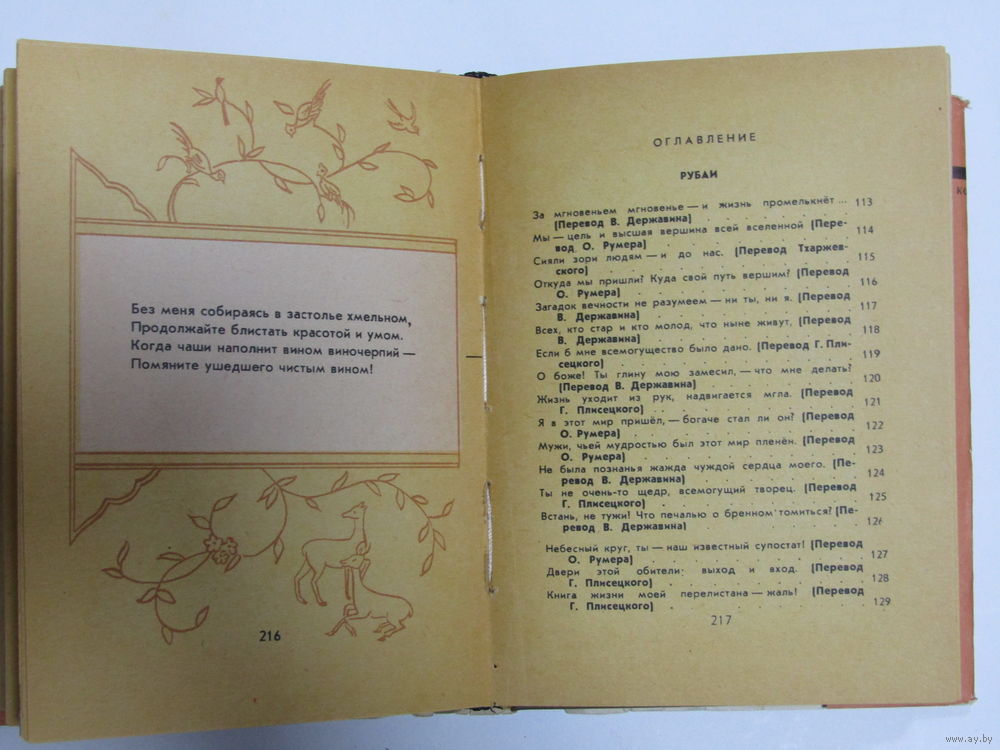 Без меня собираясь в застолье хмельном,
Продолжайте блистать красотой и умом.
Когда чаши наполнит вином виночерпий —
Помяните ушедшего чистым вином!
216
ОГЛАВЛЕНИЕ
РУБАИ
За мгновеньем мгновенье — и жизнь промелькнёт ...
(Перевод В. Державина) . . . . . . . 113
Мы — цель и высшая вершина всей вселенной (Пере-
вод О. Румера) . . . . . . . . . 114
Сияли зори людям — и до нас. (Перевод Тхаржев-
ского) . . . . . . . . . . . 115
Откуда мы пришли? Куда свой путь вершим? (Перевод
О. Румера) . . . . . . . . . . 116
Загадок вечности не разумеем — ни ты, ни я. (Перевод
В. Державина) . . . . . . . . . 117
Всех, кто стар и кто молод, что ныне живут, (Перевод
В. Державина) . . . . . . . . . 118
Если б мне всемогущество было дано. (Перевод Г. Пли-
сецкого) . . . . . . . . . . 119
О боже! Ты глину мою замесил, — что мне делать?
(Перевод В. Державина) . . . . . . . 120
Жизнь уходит из рук, надвигается мгла. (Перевод
Г. Плисецкого) . . . . . . . . . 121
Я в этот мир пришёл, — богаче стал ли он? (Перевод
О. Румера) . . . . . . . . . . 122
Мужи, чьей мудростью был этот мир пленён. (Перевод
О. Румера) . . . . . . . . . . 123
Не была познанья жажда чуждой сердца моего. (Пе-
ревод В. Державина) . . . . . . . . 124
Ты не очень-то щедр, всемогущий творец. (Перевод
Г. Плисецкого) . . . . . . . . . 125
Встань, не тужи! Что печалью о бренном томиться? (Пе-
ревод В. Державина) . . . . . . . . 126
Небесный круг, ты — наш известный супостат! (Перевод
О. Румера) . . . . . . . . . . 127
Двери этой обители: выход и вход. (Перевод
Г. Плисецкого) . . . . . . . . . 128
Книга жизни моей перелистана — жаль! (Перевод
Г. Плисецкого) . . . . . . . . . 129
217
www.ay.by